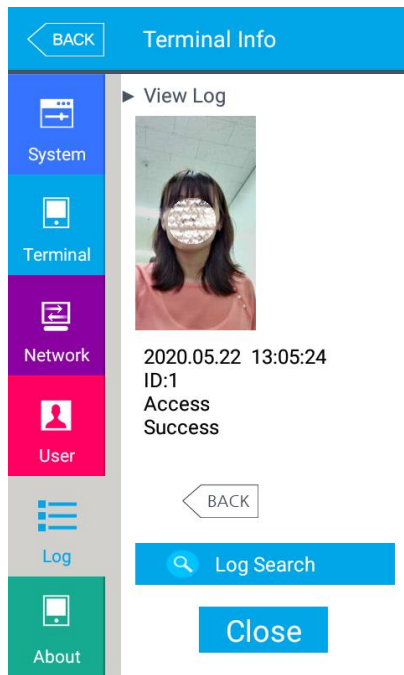 BACK
Terminal Info
System
Terminal
Network
User
Log
About
► View Log
2020.05.22 13:05:24
ID:1
Access
Success
BACK
Log Search
Close